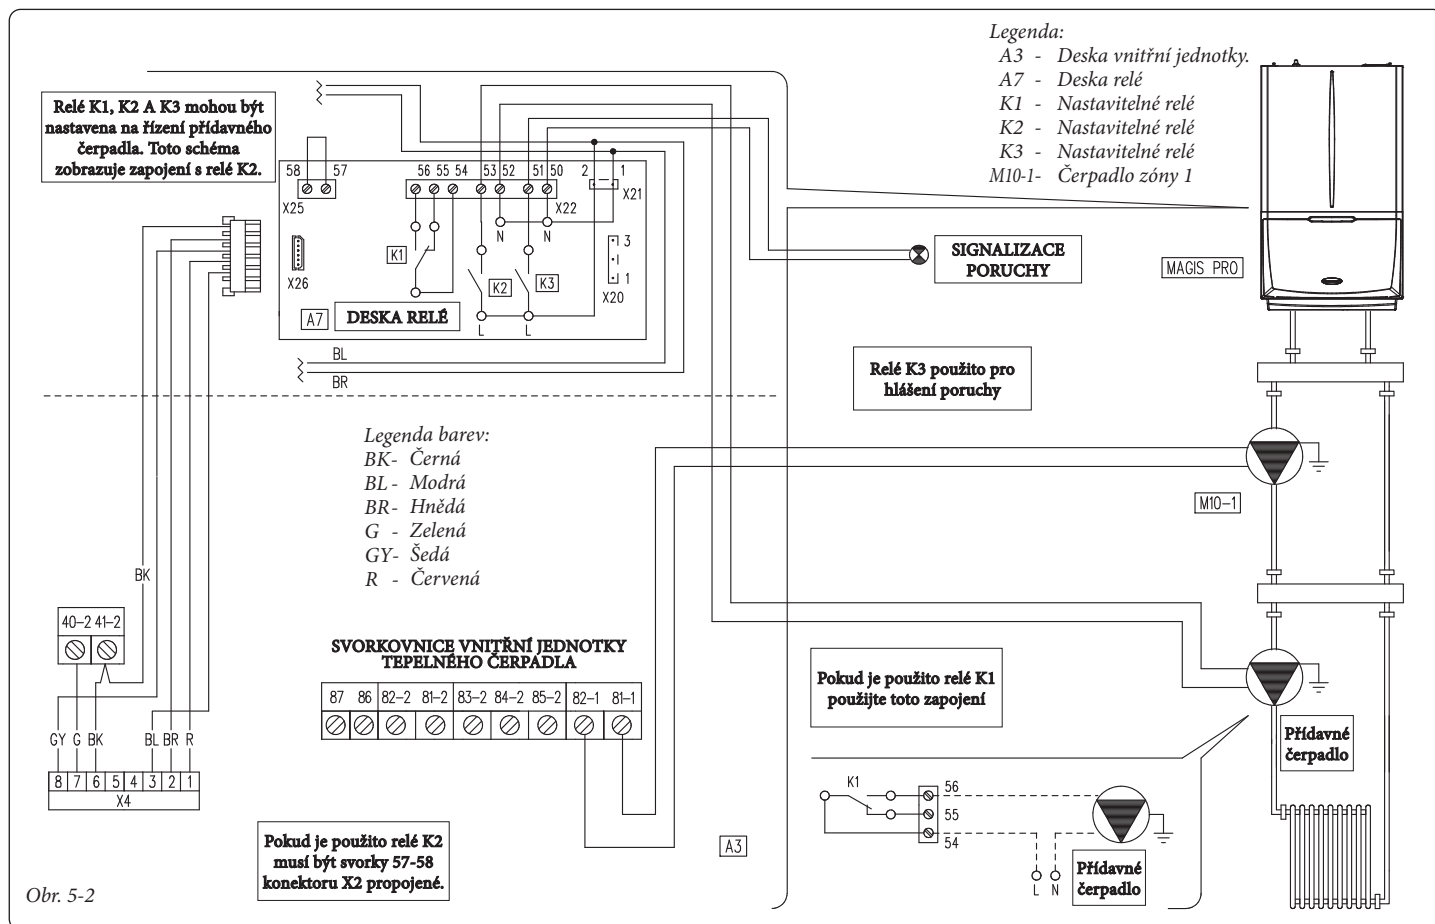 Legenda:
A3 - Deska vnitřní jednotky.
A7 - Deska relé
K1 - Nastavitelné relé
K2 - Nastavitelné relé
K3 - Nastavitelné relé
M10-1- Čerpadlo zóny 1
Relé K1, K2 A K3 mohou být
nastavena na řízení přídavného
čerpadla. Toto schéma
zobrazuje zapojení s relé K2.
58 57
X25
56 55 54 53 52 51 50
X22
2 1
X21
N N
K1
K2
K3
3
1
X20
X26
L L
A7
DESKA RELÉ
BL
BR
SIGNALIZACE
PORUCHY
MAGIS PRO
Relé K3 použito pro
hlášení poruchy
Legenda barev:
BK- Černá
BL - Modrá
BR- Hnědá
G - Zelená
GY- Šedá
R - Červená
M10-1
BK
40-2 41-2
GY G BK BL BR R
8 7 6 5 4 3 2 1
X4
SVORKOVNICE VNITŘNÍ JEDNOTKY
TEPELNÉHO ČERPADLA
87 86 82-2 81-2 83-2 84-2 85-2 82-1 81-1
Pokud je použito relé K1
použijte toto zapojení
Přídavné
čerpadlo
K1
56
55
54
L N
Přídavné
čerpadlo
A3
Pokud je použito relé K2
musí být svorky 57-58
konektoru X2 propojené.
Obr. 5-2